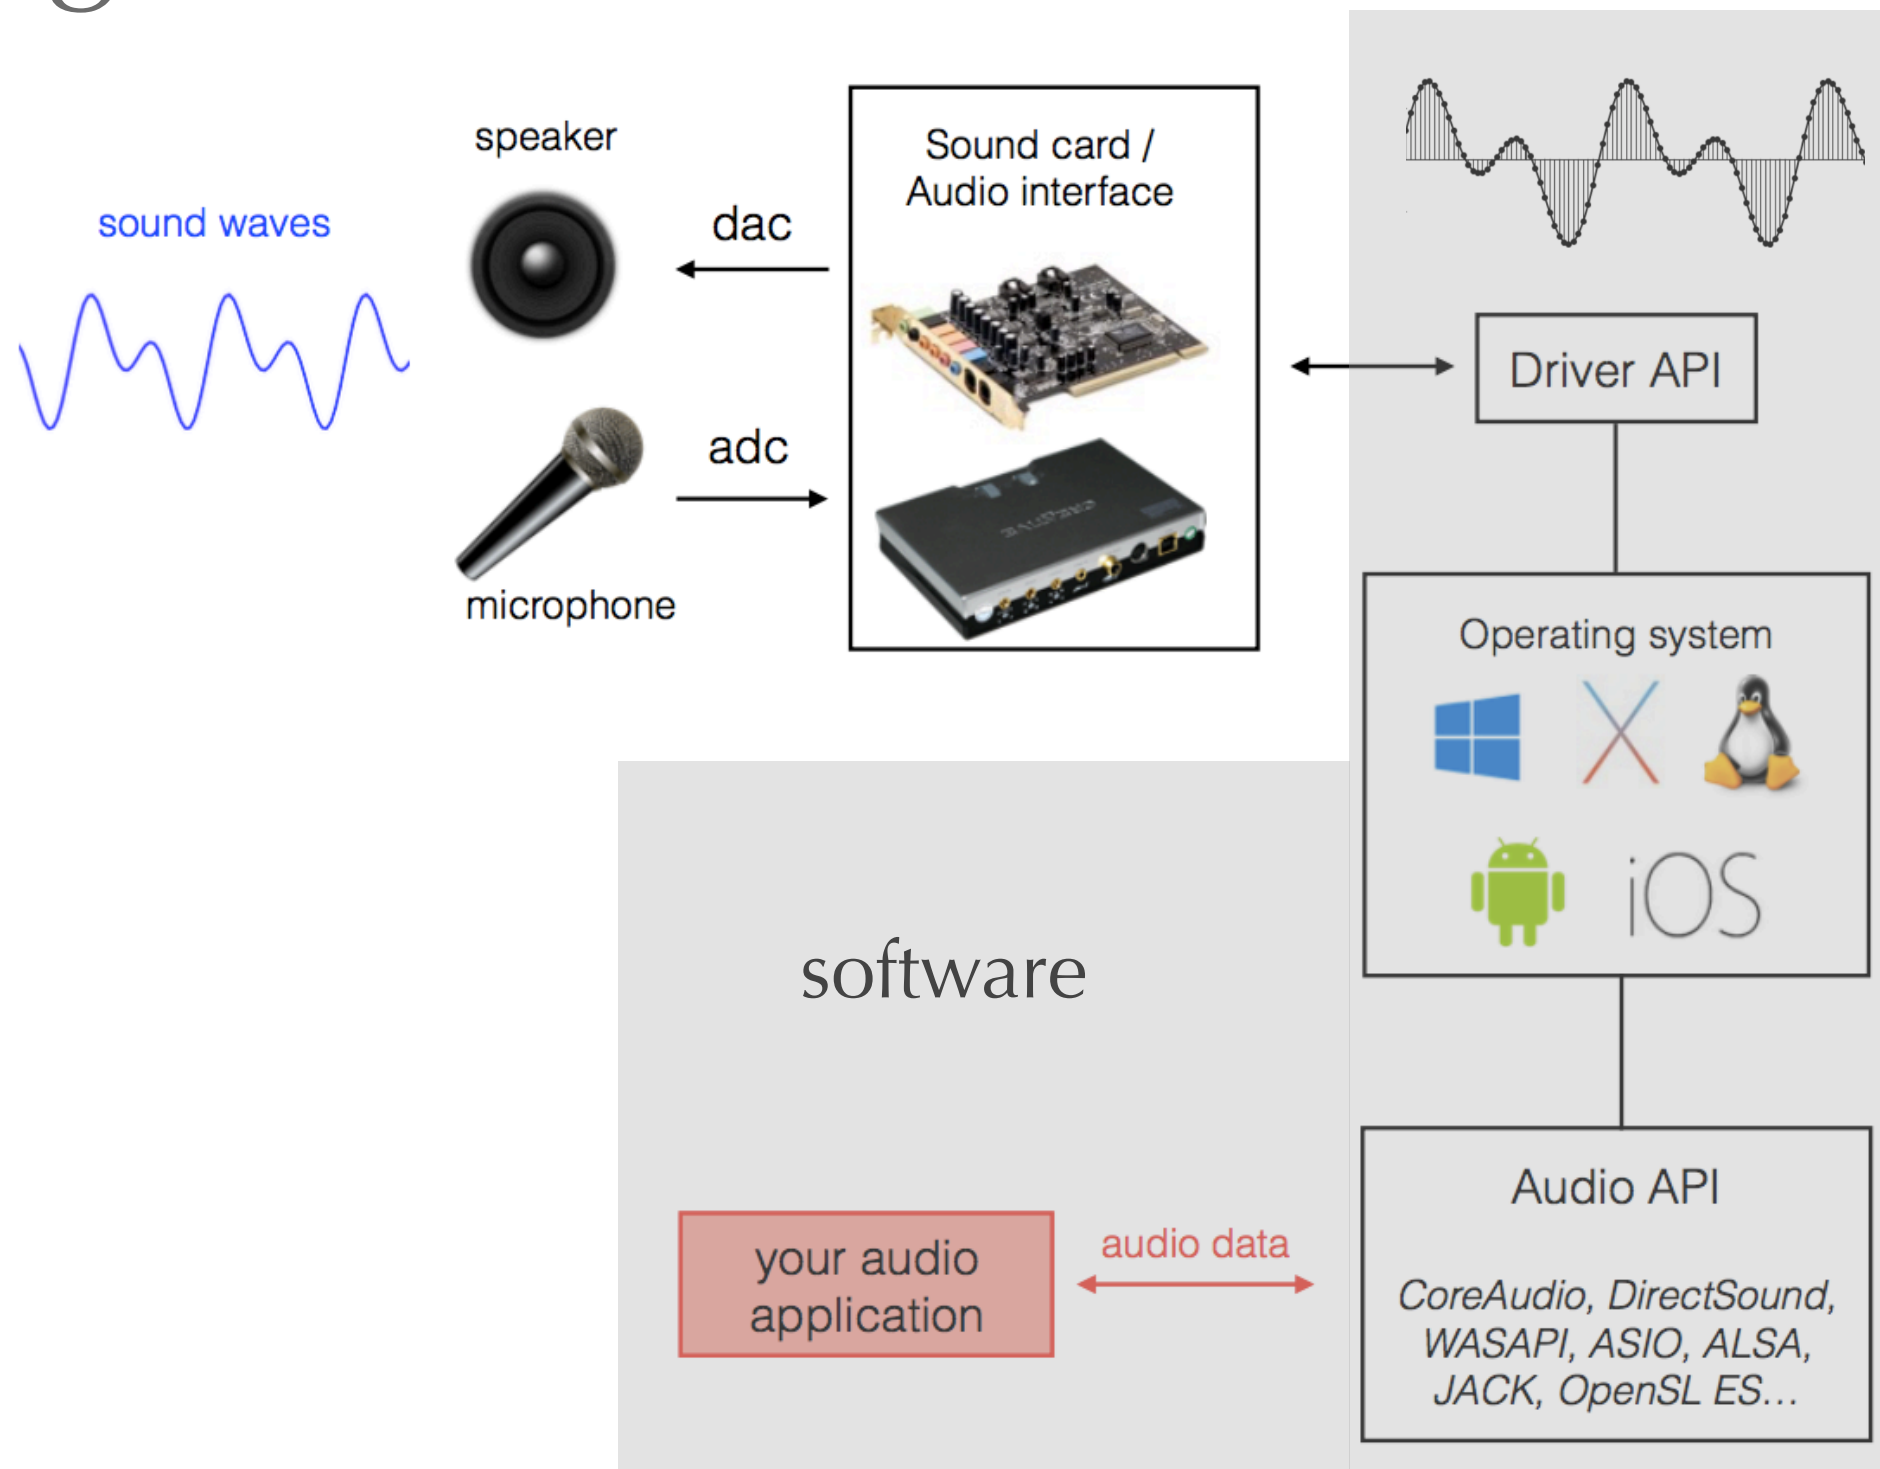 speaker
sound waves
dac
adc
microphone
Sound card /
Audio interface
Driver API
Operating system
iOS
software
your audio
application
audio data
Audio API
CoreAudio, DirectSound,
WASAPI, ASIO, ALSA,
JACK, OpenSL ES...